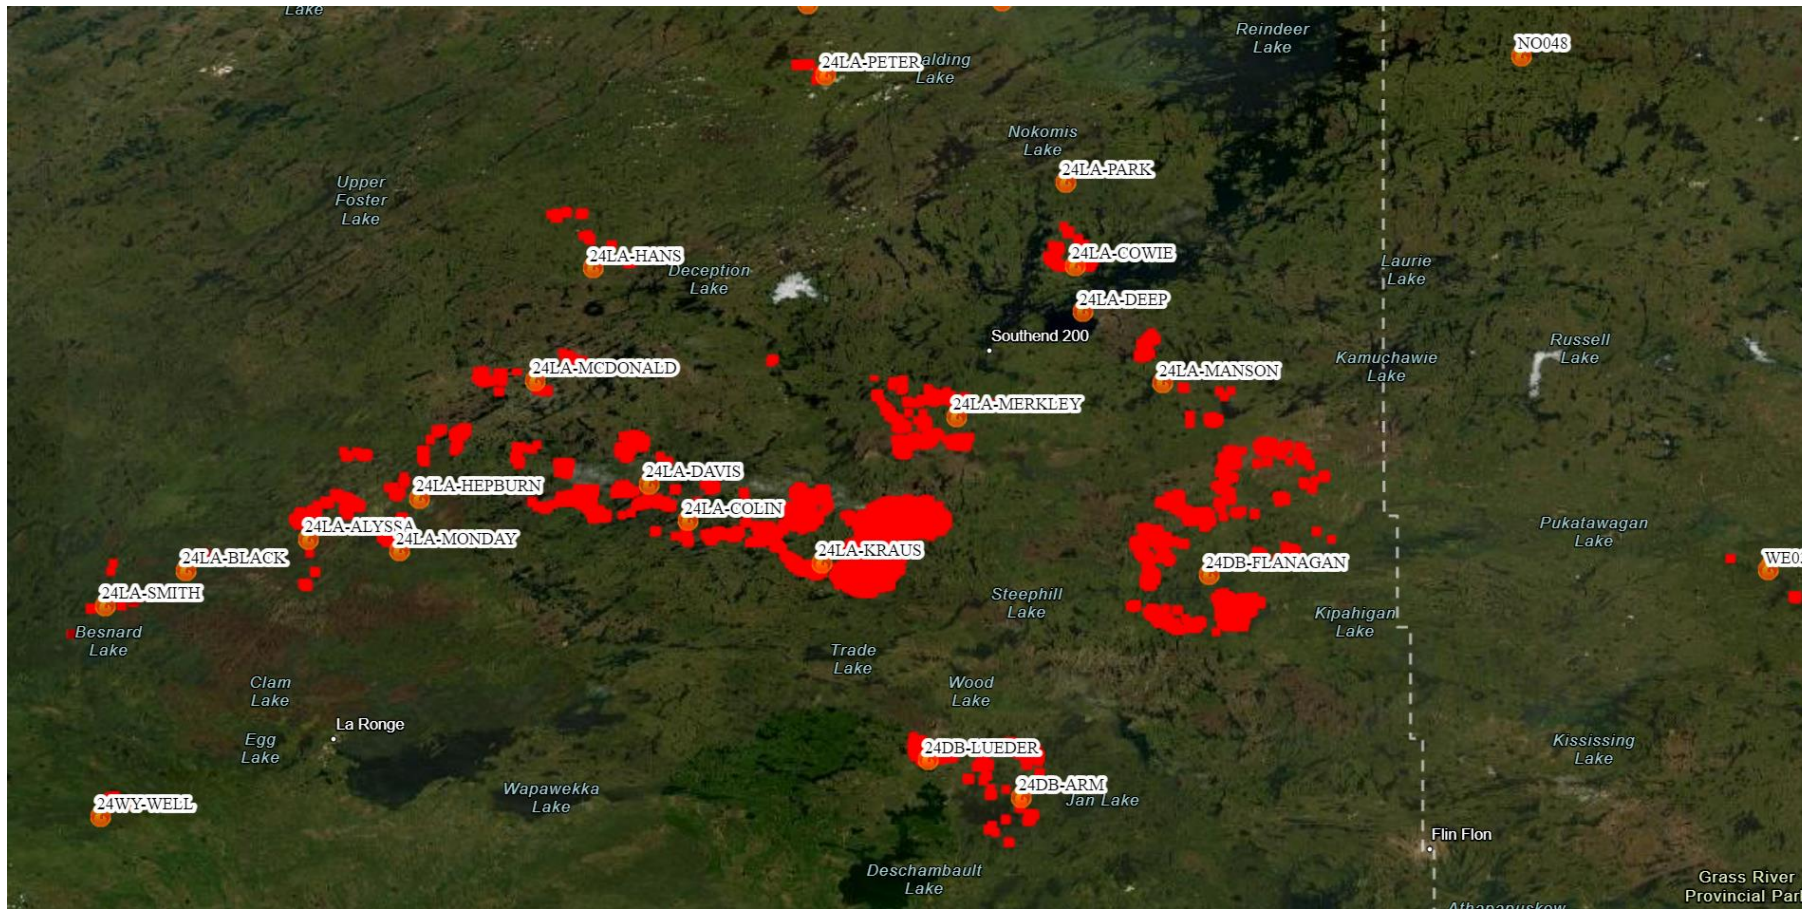 Lake
Reindeer
Lake
NO048
24LA-PETER
alding
Lake
Nokomis
Lake
24LA-PARK
Upper
Foster
Lake
24LA-HANS
Deception
Lake
24LA-COWIE
Laurie
Lake
24LA-DEEP
Southend 200
Russell
Lake
Kamuchawie
Lake
24LA-MCDONALD
24LA-MANSON
24LA-MERKLEY
24LA-DAVIS
24LA-HEPBURN
24LA-COLIN
24LA-ALYSSA
24LA-MONDAY
Pukatawagan
Lake
24LA-BLACK
24LA-KRAUS
24DB-FLANAGAN
24LA-SMITH
Steephill
Lake
Kipahigan
Lake
Besnard
Lake
Trade
Lake
Clam
Lake
Wood
Lake
La Ronge
Egg
Lake
24DB-LUEDER
Kississing
Lake
Wapawekka
Lake
24DB-ARM
Jan Lake
24WY-WELL
Flin Flon
Deschambault
Lake
Grass River
Provincial Park
Athapapuskow